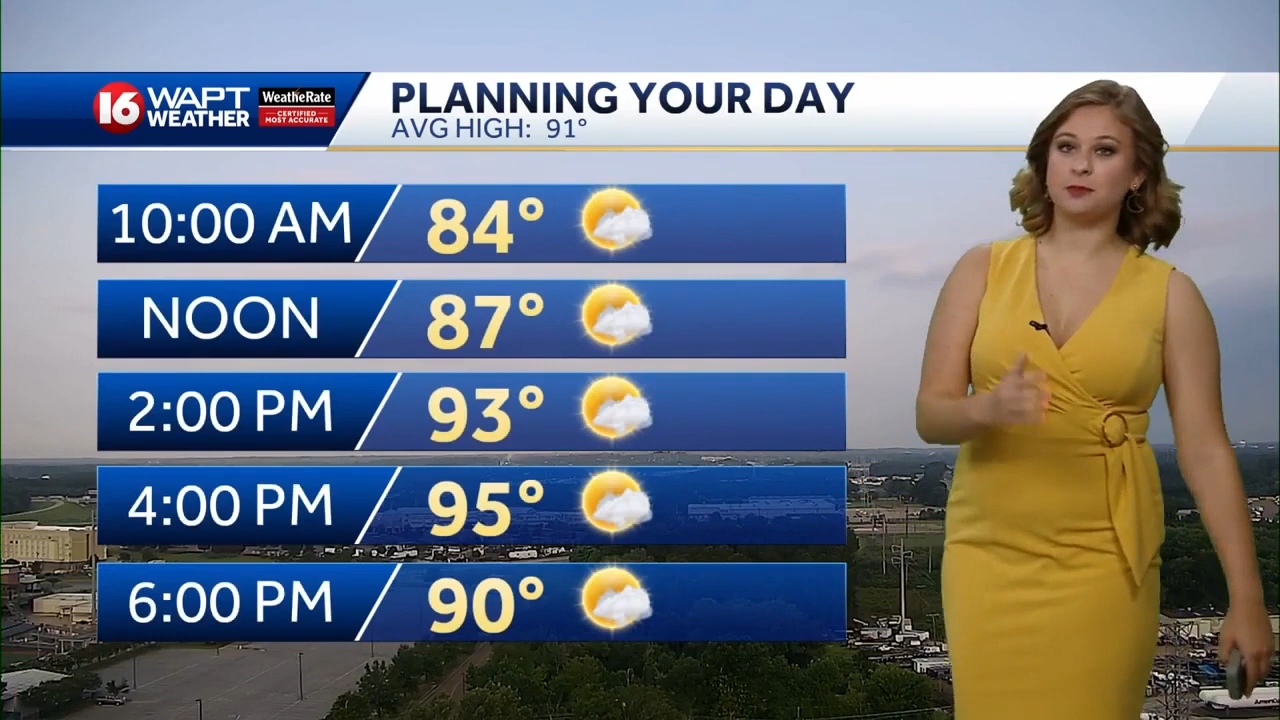 16 WAPT
WEATHER
WeatheRate
CERTIFIED
MOST ACCURATE
PLANNING YOUR DAY
AVG HIGH: 91°
10:00 AM 84°
NOON 87°
2:00 PM 93°
4:00 PM 95°
6:00 PM 90°